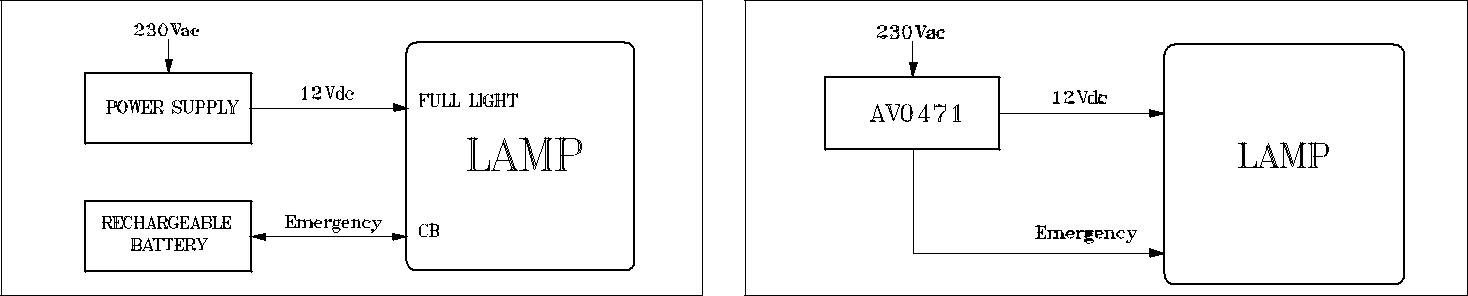 230Vac
POWER SUPPLY
12Vdc
FULL LIGHT
LAMP
RECHARGEABLE
BATTERY
Emergency
CB
230Vac
AV0471
12Vdc
LAMP
Emergency